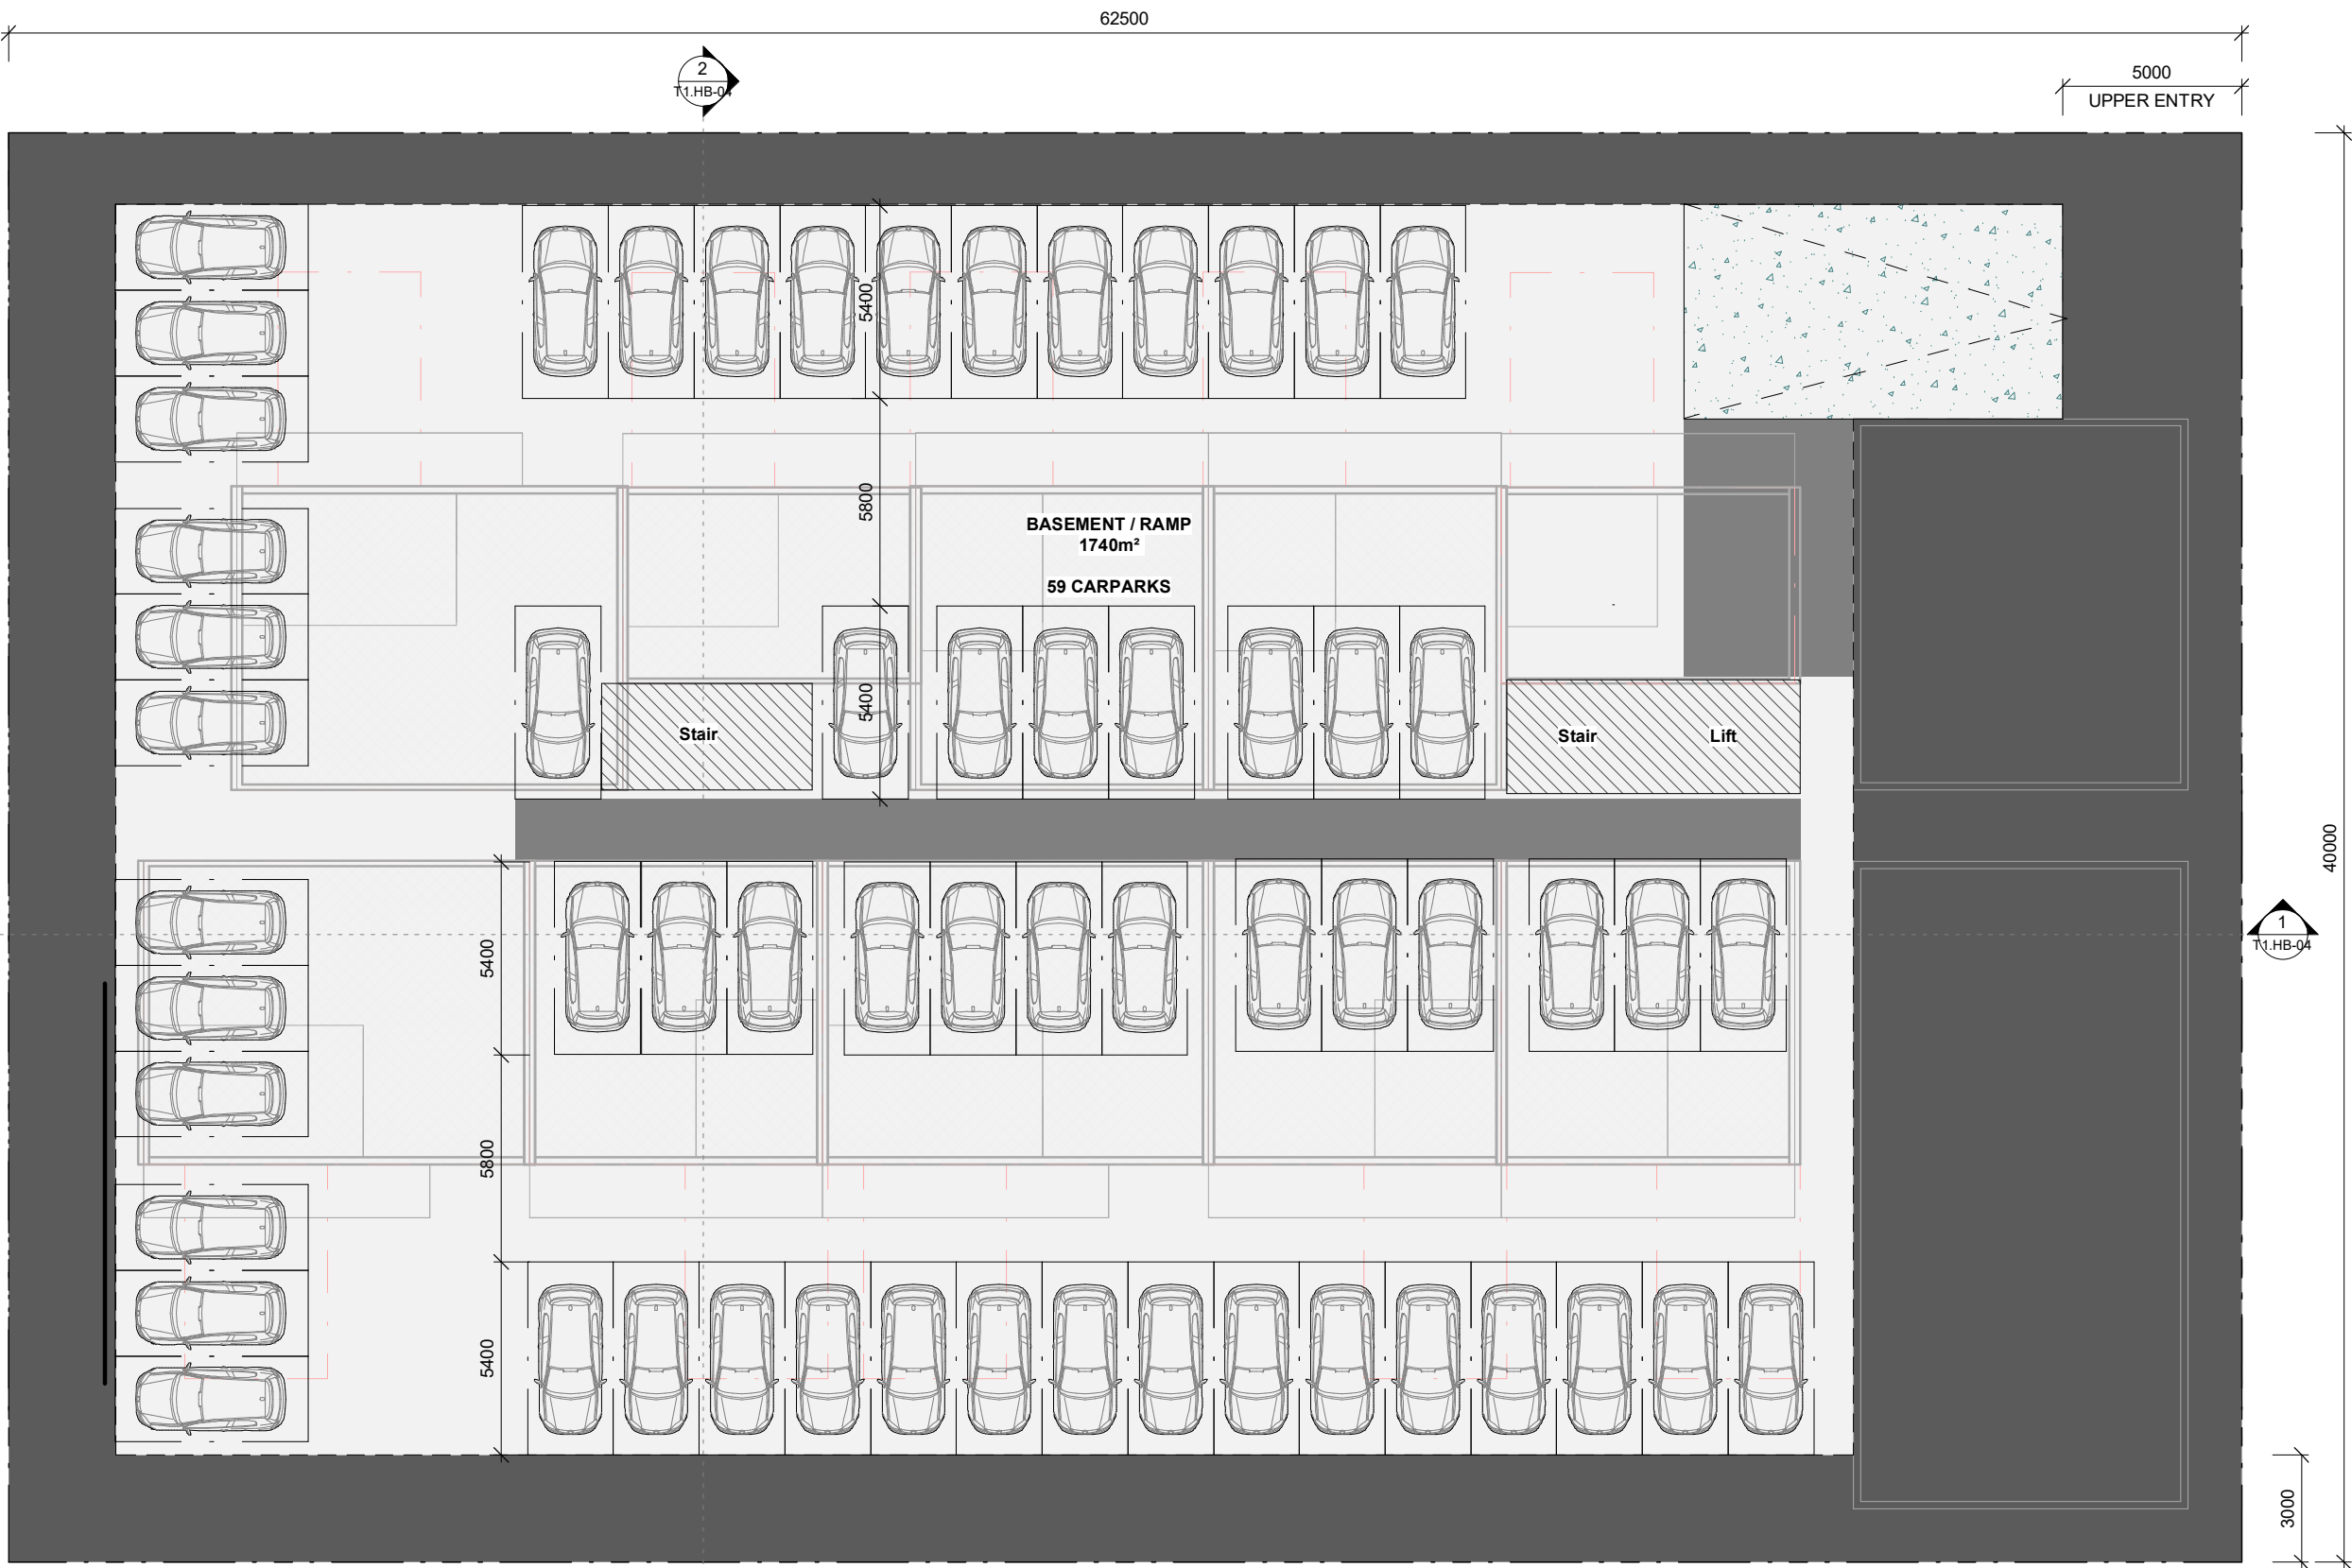 62500
2
T1.HB-04
5000
UPPER ENTRY
5400
5800
BASEMENT / RAMP
1740m²
59 CARPARKS
5400
Stair
Stair
Lift
40000
1
T1.HB-04
5400
5800
5400
3000